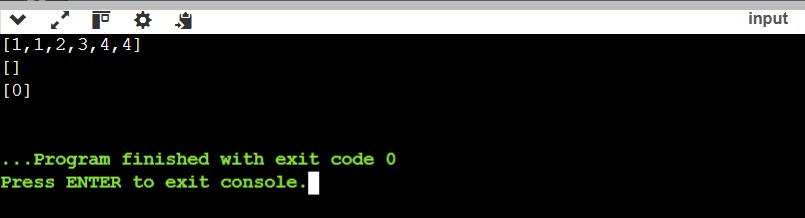 input
[1,1,2,3,4,4]
[]
[0]
...Program finished with exit code 0
Press ENTER to exit console.